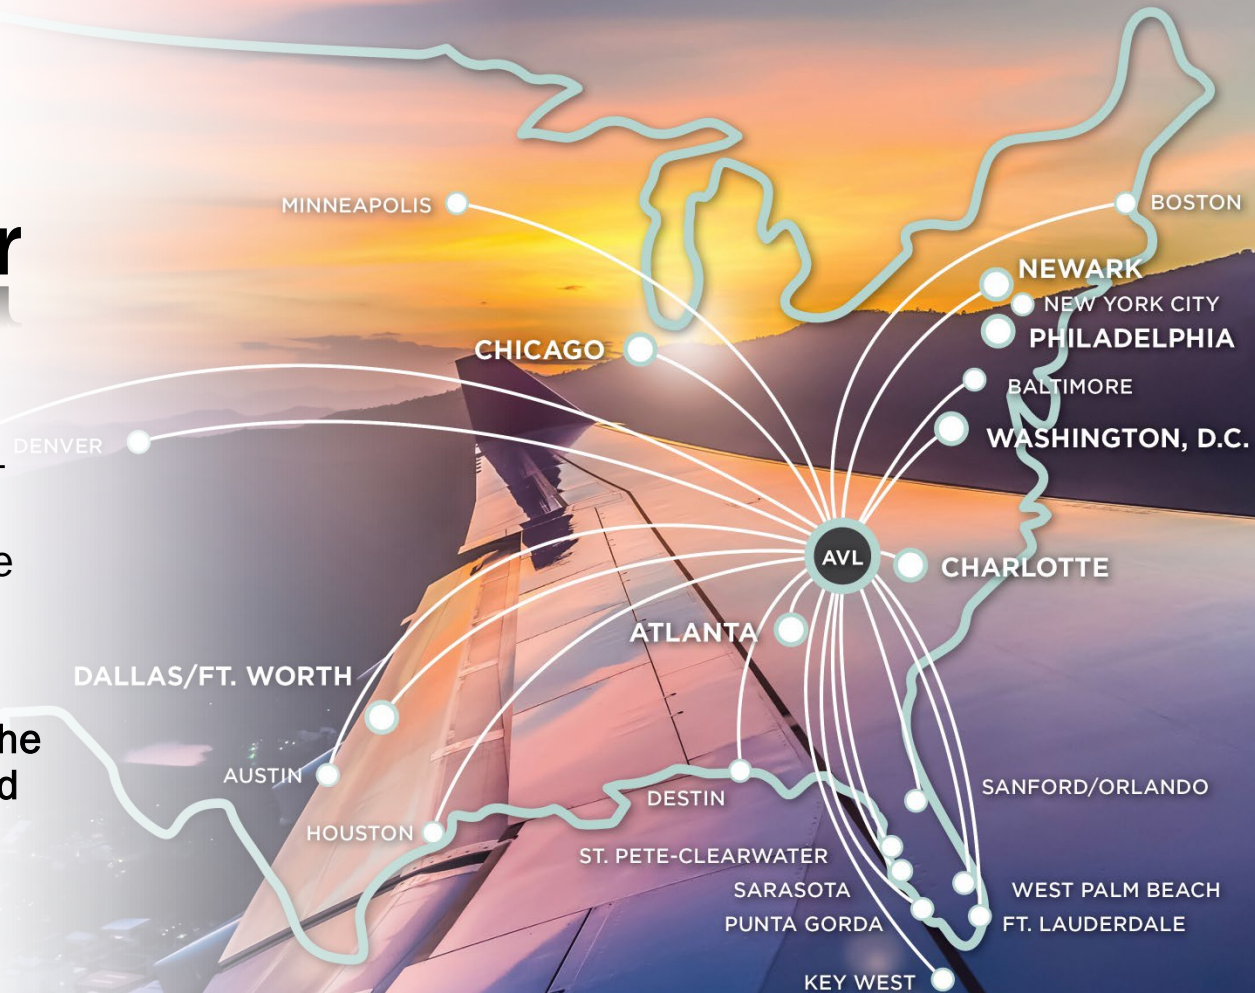 MINNEAPOLIS
BOSTON
r
NEWARK
NEW YORK CITY
PHILADELPHIA
CHICAGO
BALTIMORE
WASHINGTON, D.C.
DENVER
e
AVL
CHARLOTTE
ATLANTA
DALLAS/FT. WORTH
he
d
AUSTIN
SANFORD/ORLANDO
DESTIN
HOUSTON
ST. PETE-CLEARWATER
SARASOTA
WEST PALM BEACH
PUNTA GORDA
FT. LAUDERDALE
KEY WEST